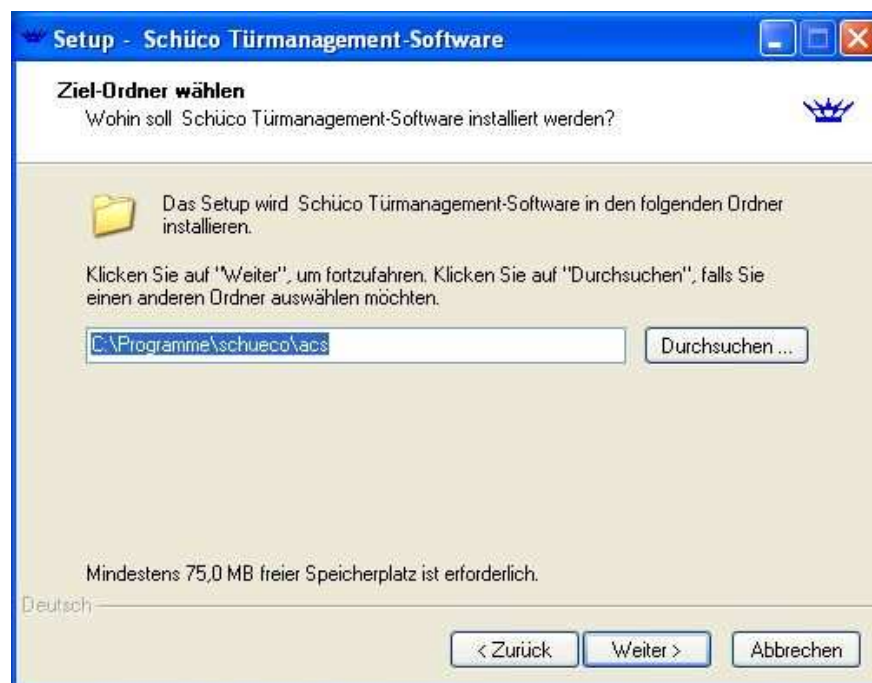 Setup - Schüco Türmanagement-Software
Ziel-Ordner wählen
Wohin soll Schüco Türmanagement-Software installiert werden?
Das Setup wird Schüco Türmanagement-Software in den folgenden Ordner
installieren.
Klicken Sie auf "Weiter", um fortzufahren. Klicken Sie auf "Durchsuchen", falls Sie
einen anderen Ordner auswählen möchten.
C:\Programme\schueco\acs
Durchsuchen ...
Mindestens 75,0 MB freier Speicherplatz ist erforderlich.
Deutsch
< Zurück
Weiter >
Abbrechen